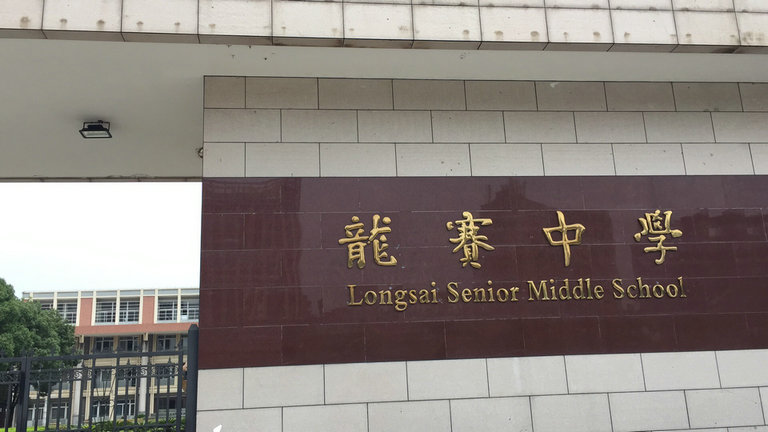 龍賽中學
Longsai Senior Middle School